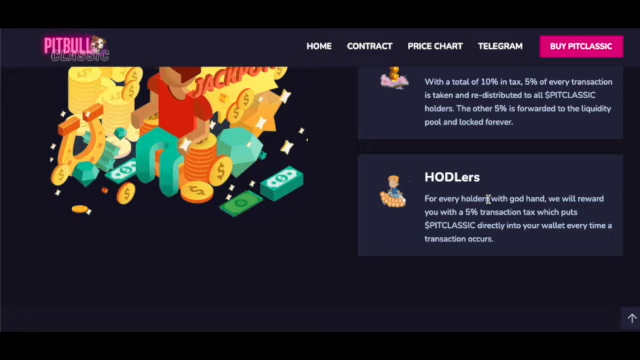 PITBULL
CLASSIC
HOME CONTRACT PRICE CHART TELEGRAM BUY PITCLASSIC
JACKPOT
With a total of 10% in tax, 5% of every transaction
is taken and re-distributed to all $PITCLASSIC
holders. The other 5% is forwarded to the liquidity
pool and locked forever.
HODLers
For every holders with god hand, we will reward
you with a 5% transaction tax which puts
$PITCLASSIC directly into your wallet every time a
transaction occurs.